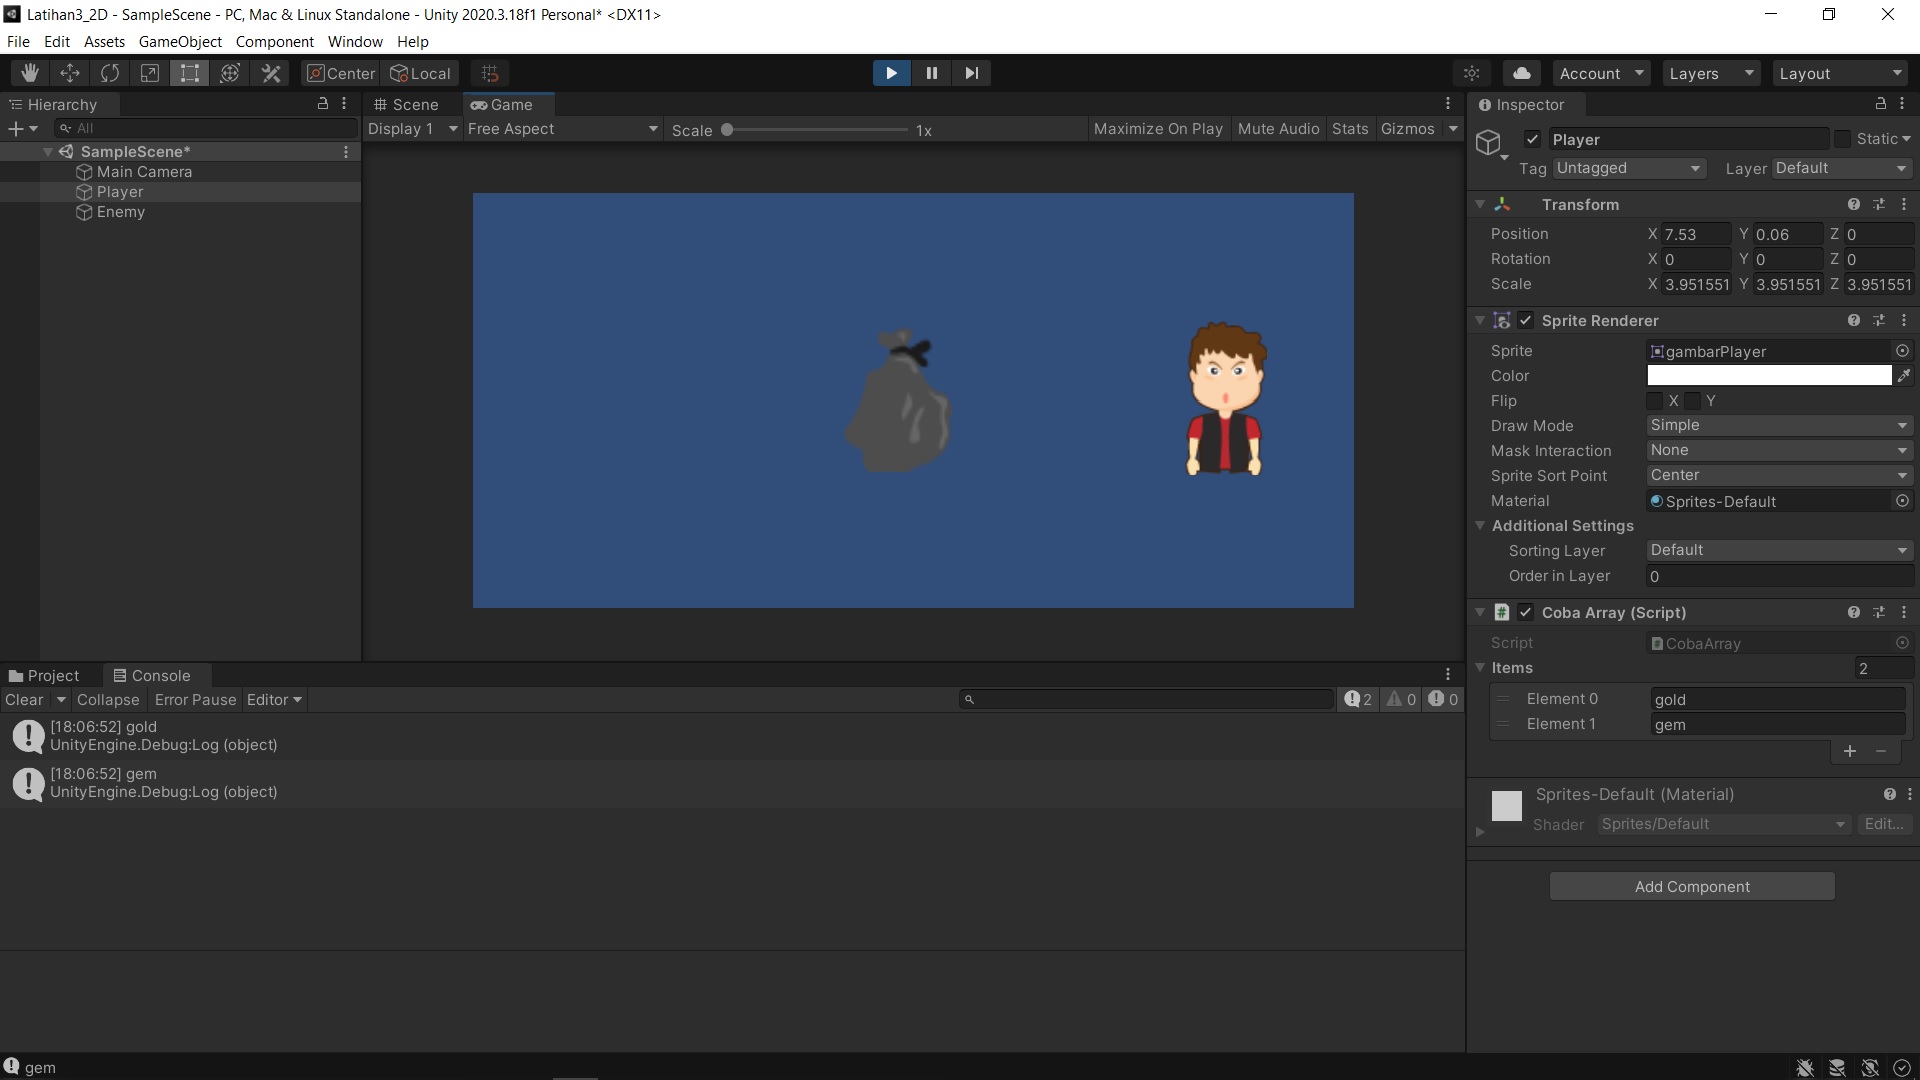 Latihan3_2D - SampleScene - PC, Mac & Linux Standalone - Unity 2020.3.18f1 Personal* <DX11>
File Edit Assets GameObject Component Window Help
Center Local Account Layers Layout
Hierarchy
All
SampleScene*
Main Camera
Player
Enemy
Scene Game
Display 1 Free Aspect Scale 1x Maximize On Play Mute Audio Stats Gizmos
Project Console
Clear Collapse Error Pause Editor 2 0 0
[18:06:52] gold
UnityEngine.Debug:Log (object)
[18:06:52] gem
UnityEngine.Debug:Log (object)
gem
Inspector
Player Static
Tag Untagged Layer Default
Transform
Position X 7.53 Y 0.06 Z 0
Rotation X 0 Y 0 Z 0
Scale X 3.951551 Y 3.951551 Z 3.951551
Sprite Renderer
Sprite gambarPlayer
Color
Flip X Y
Draw Mode Simple
Mask Interaction None
Sprite Sort Point Center
Material Sprites-Default
Additional Settings
Sorting Layer Default
Order in Layer 0
# Coba Array (Script)
Script CobaArray
Items 2
Element 0 gold
Element 1 gem
Sprites-Default (Material)
Shader Sprites/Default Edit...
Add Component